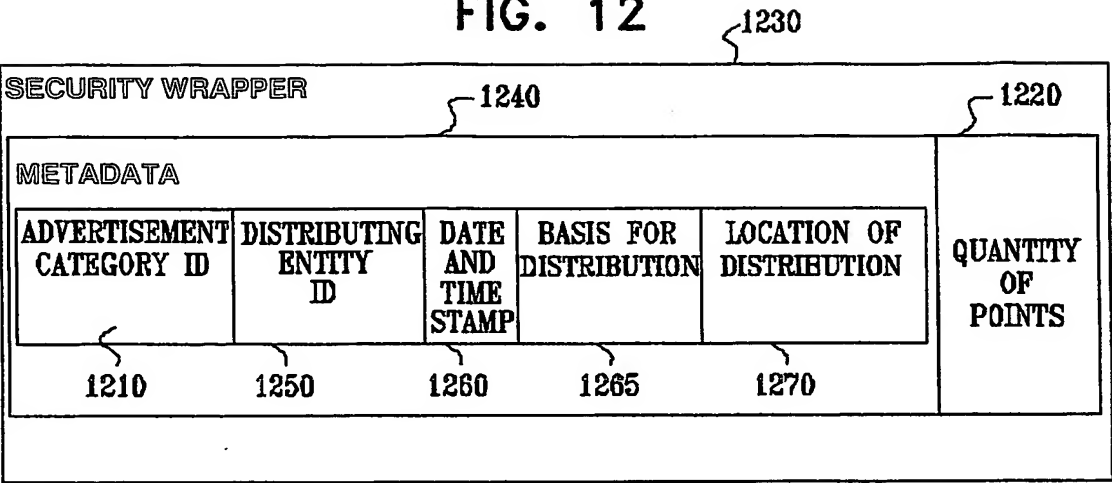 FIG. 12
1230
SECURITY WRAPPER
1240
1220
METADATA
ADVERTISEMENT
CATEGORY ID
DISTRIBUTING
ENTITY
ID
DATE
AND
TIME
STAMP
BASIS FOR
DISTRIBUTION
LOCATION OF
DISTRIBUTION
QUANTITY
OF
POINTS
1210
1250
1260
1265
1270